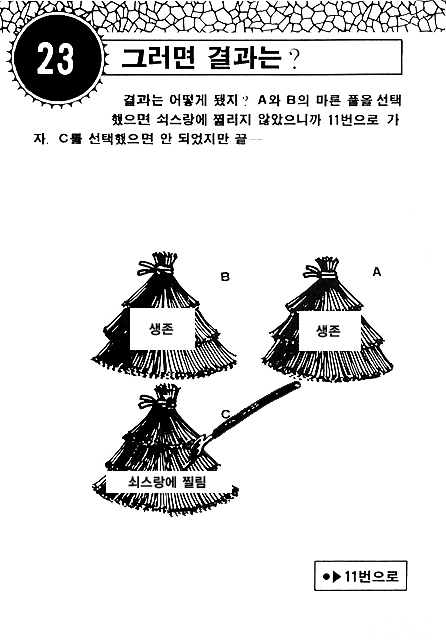 23
그러면 결과는?
결과는 어떻게 됐지? A와 B의 마른 풀을 선택
했으면 쇠스랑에 찔리지 않았으니까 11번으로 가
자. C를 선택했으면 안 되었지만 끝—
B
A
생존
생존
C
쇠스랑에 찔림
●▶11번으로